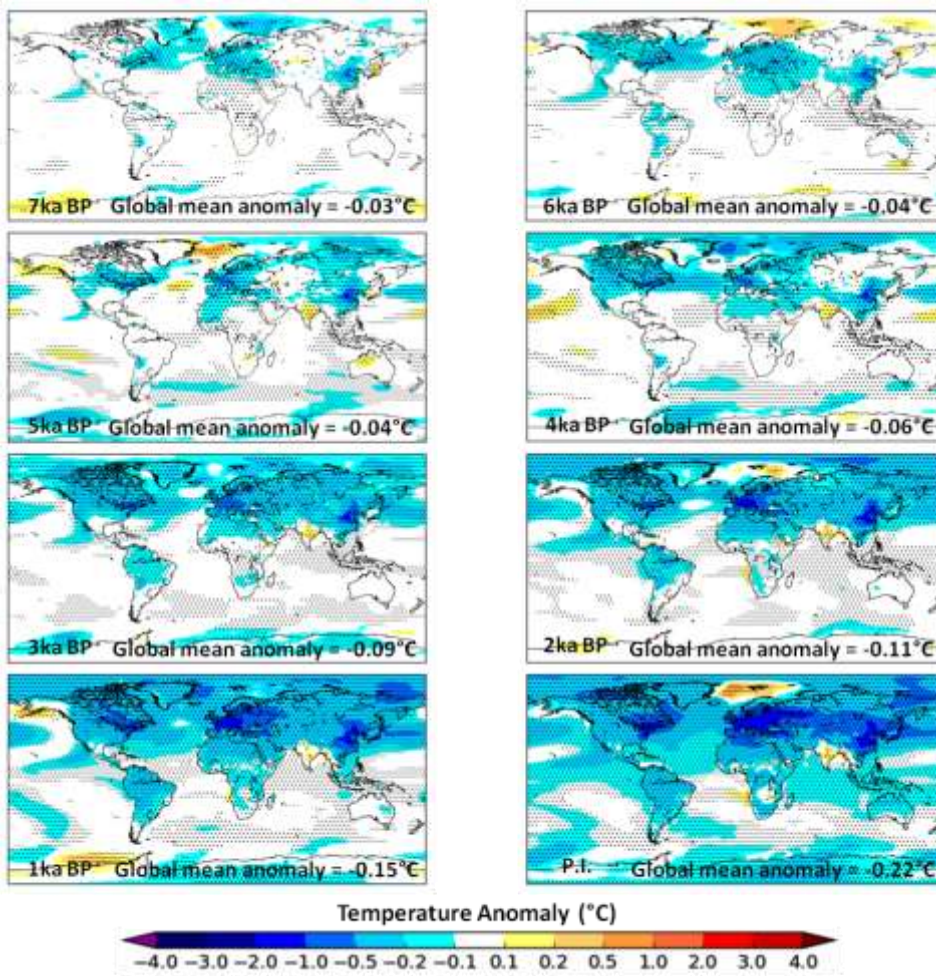 7ka BP Global mean anomaly = -0.03°C
6ka BP Global mean anomaly = -0.04°C
5ka BP Global mean anomaly = -0.04°C
4ka BP Global mean anomaly = -0.06°C
3ka BP Global mean anomaly = -0.09°C
2ka BP Global mean anomaly = -0.11°C
1ka BP Global mean anomaly = -0.15°C
P.I. Global mean anomaly = -0.22°C
Temperature Anomaly (°C)
−4.0 −3.0 −2.0 −1.0 −0.5 −0.2 −0.1 0.1 0.2 0.5 1.0 2.0 3.0 4.0